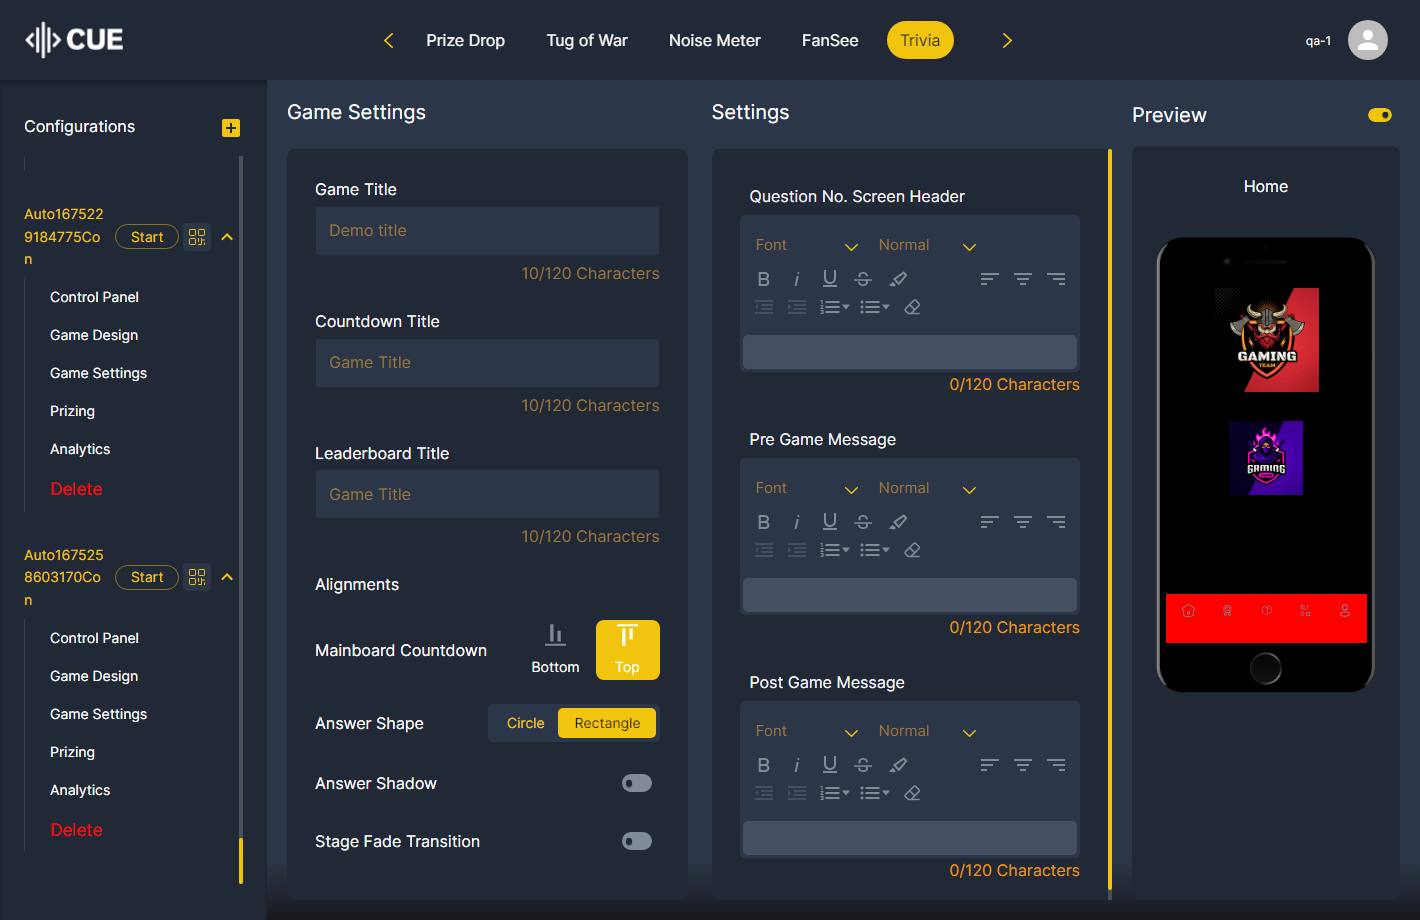 CUE
Prize Drop
Tug of War
Noise Meter
FanSee
Trivia
qa-1
Configurations
Auto167522
9184775Co
n
Start
Control Panel
Game Design
Game Settings
Prizing
Analytics
Delete
Auto167525
8603170Co
n
Start
Control Panel
Game Design
Game Settings
Prizing
Analytics
Delete
Game Settings
Game Title
Demo title
10/120 Characters
Countdown Title
Game Title
10/120 Characters
Leaderboard Title
Game Title
10/120 Characters
Alignments
Mainboard Countdown
Bottom
Top
Answer Shape
Circle
Rectangle
Answer Shadow
Stage Fade Transition
Settings
Question No. Screen Header
Font
Normal
0/120 Characters
Pre Game Message
Font
Normal
0/120 Characters
Post Game Message
Font
Normal
0/120 Characters
Preview
Home
GAMING
TEAM
GAMING